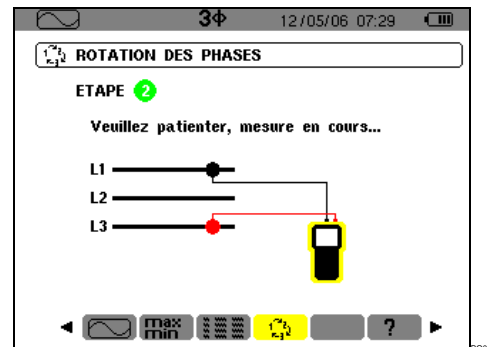 3Φ 12/05/06 07:29
ROTATION DES PHASES
ETAPE 2
Veuillez patienter, mesure en cours...
L1
L2
L3
max
min
?